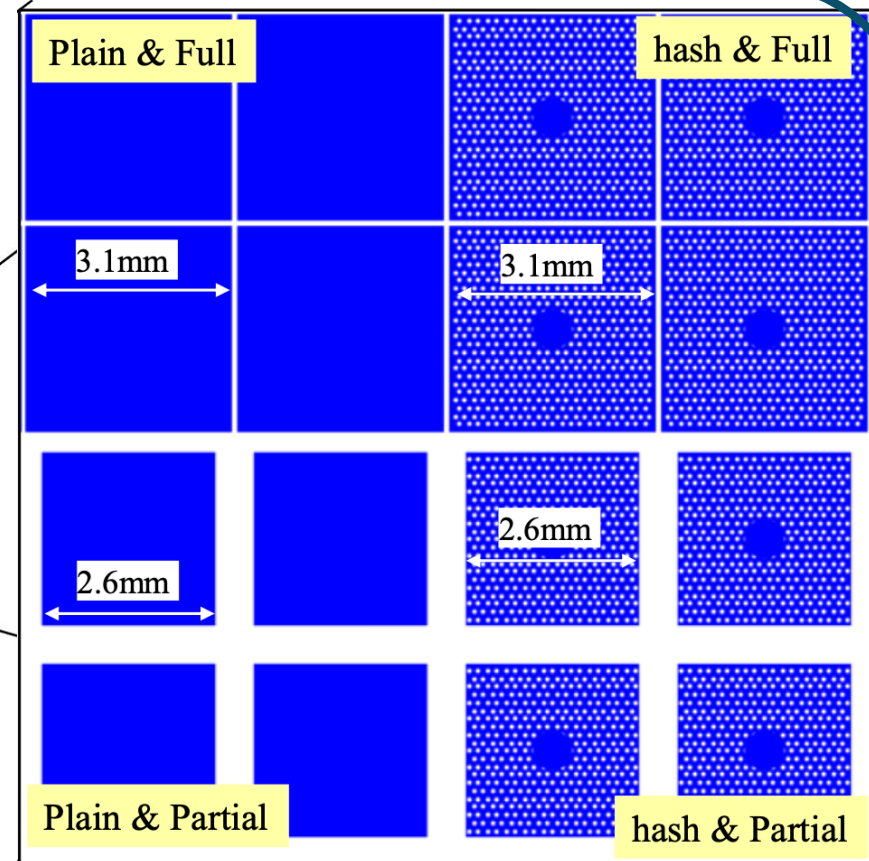 Plain & Full
hash & Full
3.1mm
3.1mm
2.6mm
2.6mm
Plain & Partial
hash & Partial